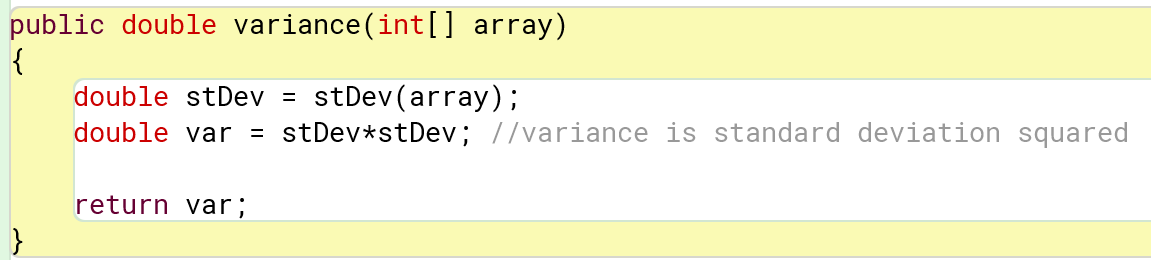 public double variance(int[] array)
{
double stDev = stDev(array);
double var = stDev*stDev; //variance is standard deviation squared
return var;
}